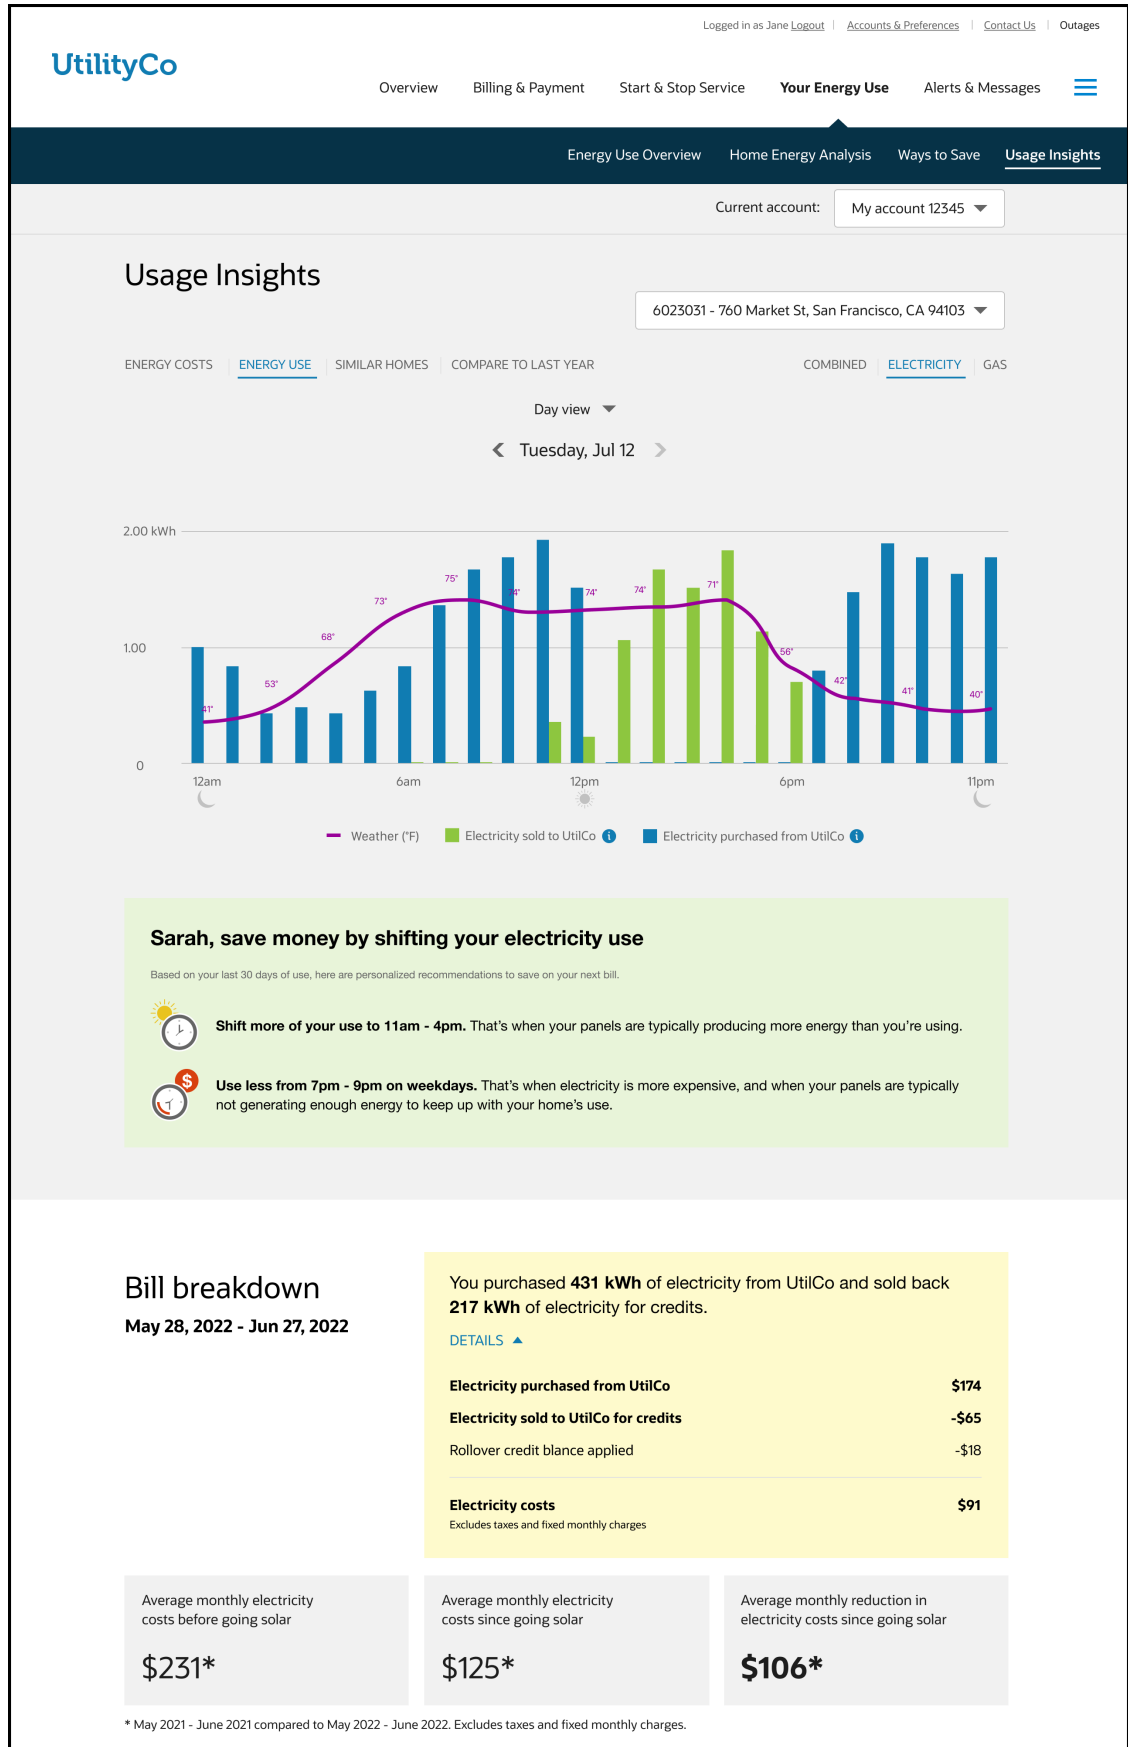 Logged in as Jane Logout | Accounts & Preferences | Contact Us | Outages
UtilityCo
Overview Billing & Payment Start & Stop Service Your Energy Use Alerts & Messages
Energy Use Overview Home Energy Analysis Ways to Save Usage Insights
Current account: My account 12345
Usage Insights
6023031 - 760 Market St, San Francisco, CA 94103
ENERGY COSTS ENERGY USE SIMILAR HOMES COMPARE TO LAST YEAR COMBINED ELECTRICITY GAS
Day view
Tuesday, Jul 12
2.00 kWh
1.00
0
41° 53° 68° 73° 75° 74° 74° 74° 71° 56° 42° 41° 40°
12am 6am 12pm 6pm 11pm
Weather (°F) Electricity sold to UtilCo i Electricity purchased from UtilCo i
Sarah, save money by shifting your electricity use
Based on your last 30 days of use, here are personalized recommendations to save on your next bill.
Shift more of your use to 11am - 4pm. That’s when your panels are typically producing more energy than you’re using.
$
Use less from 7pm - 9pm on weekdays. That’s when electricity is more expensive, and when your panels are typically
not generating enough energy to keep up with your home’s use.
Bill breakdown
May 28, 2022 - Jun 27, 2022
You purchased 431 kWh of electricity from UtilCo and sold back
217 kWh of electricity for credits.
DETAILS
Electricity purchased from UtilCo $174
Electricity sold to UtilCo for credits -$65
Rollover credit blance applied -$18
Electricity costs $91
Excludes taxes and fixed monthly charges
Average monthly electricity
costs before going solar
$231*
Average monthly electricity
costs since going solar
$125*
Average monthly reduction in
electricity costs since going solar
$106*
* May 2021 - June 2021 compared to May 2022 - June 2022. Excludes taxes and fixed monthly charges.